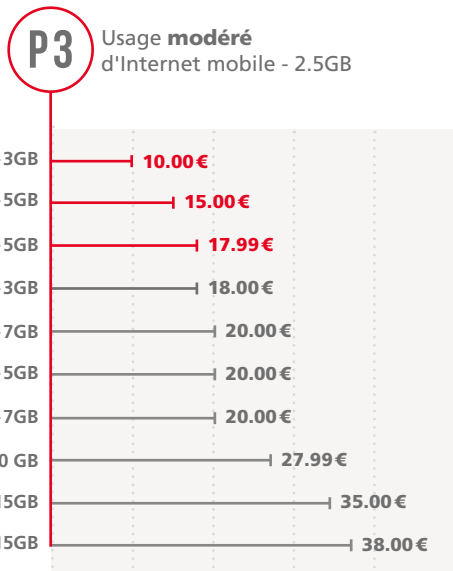 P3
Usage modéré
d'Internet mobile - 2.5GB
3GB 10.00€
5GB 15.00€
5GB 17.99€
3GB 18.00€
7GB 20.00€
5GB 20.00€
7GB 20.00€
0 GB 27.99€
15GB 35.00€
15GB 38.00€